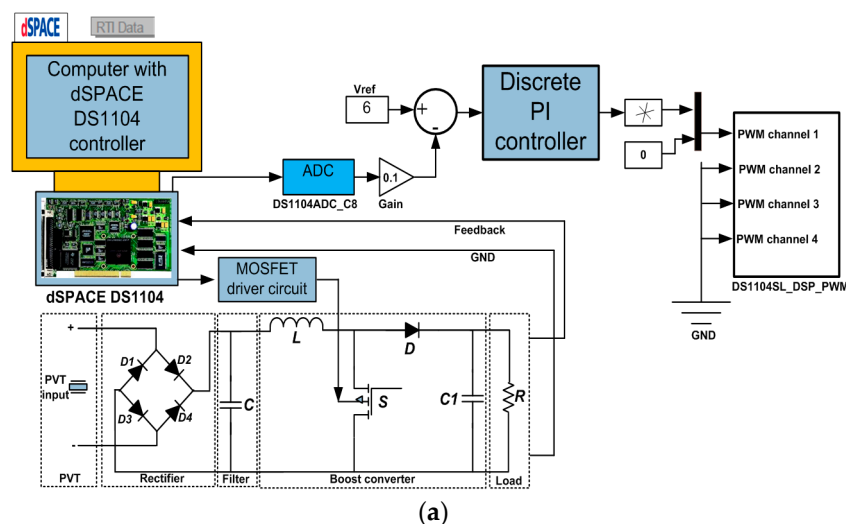 dSPACE
RTI Data
Computer with
dSPACE
DS1104
controller
Vref
6
+
-
Discrete
PI
controller
0
PWM channel 1
PWM channel 2
PWM channel 3
PWM channel 4
DS1104SL_DSP_PWM
GND
ADC
DS1104ADC_C8
0.1
Gain
Feedback
GND
dSPACE DS1104
MOSFET
driver circuit
+
PVT
input
-
D1
D2
D3
D4
C
L
D
S
C1
R
PVT
Rectifier
Filter
Boost converter
Load
(a)